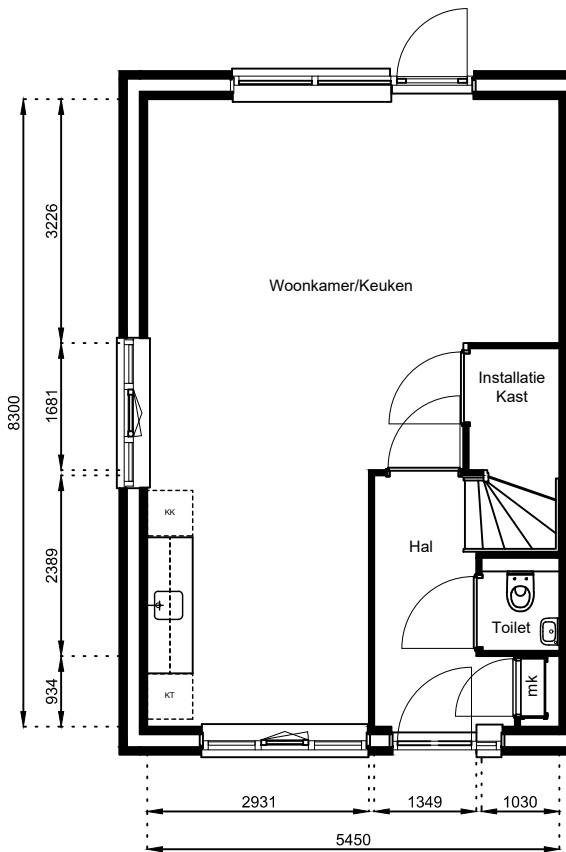 3226
Woonkamer/Keuken
Installatie
Kast
1681
8300
KK
Hal
2389
Toilet
KT
mk
934
2931
1349
1030
5450